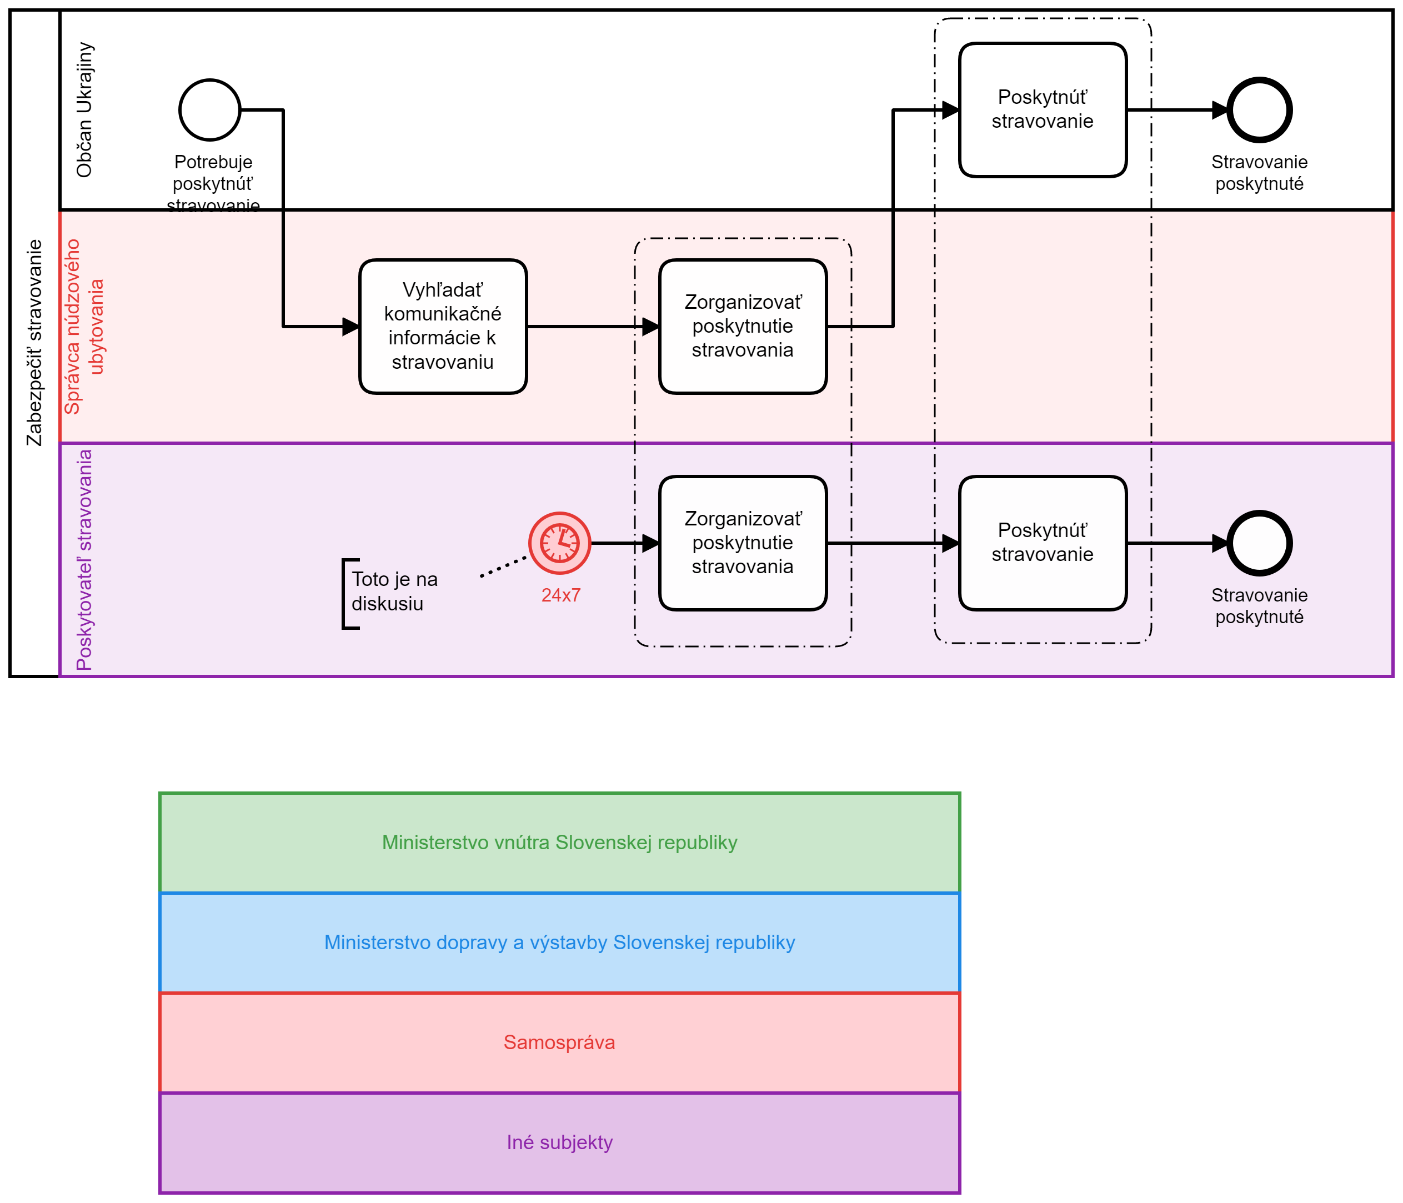 Zabezpečiť stravovanie
Občan Ukrajiny
Potrebuje
poskytnúť
stravovanie
Poskytnúť
stravovanie
Stravovanie
poskytnuté
Správca núdzového
ubytovania
Vyhľadať
komunikačné
informácie k
stravovaniu
Zorganizovať
poskytnutie
stravovania
Poskytovateľ stravovania
Toto je na
diskusiu
24x7
Zorganizovať
poskytnutie
stravovania
Poskytnúť
stravovanie
Stravovanie
poskytnuté
Ministerstvo vnútra Slovenskej republiky
Ministerstvo dopravy a výstavby Slovenskej republiky
Samospráva
Iné subjekty